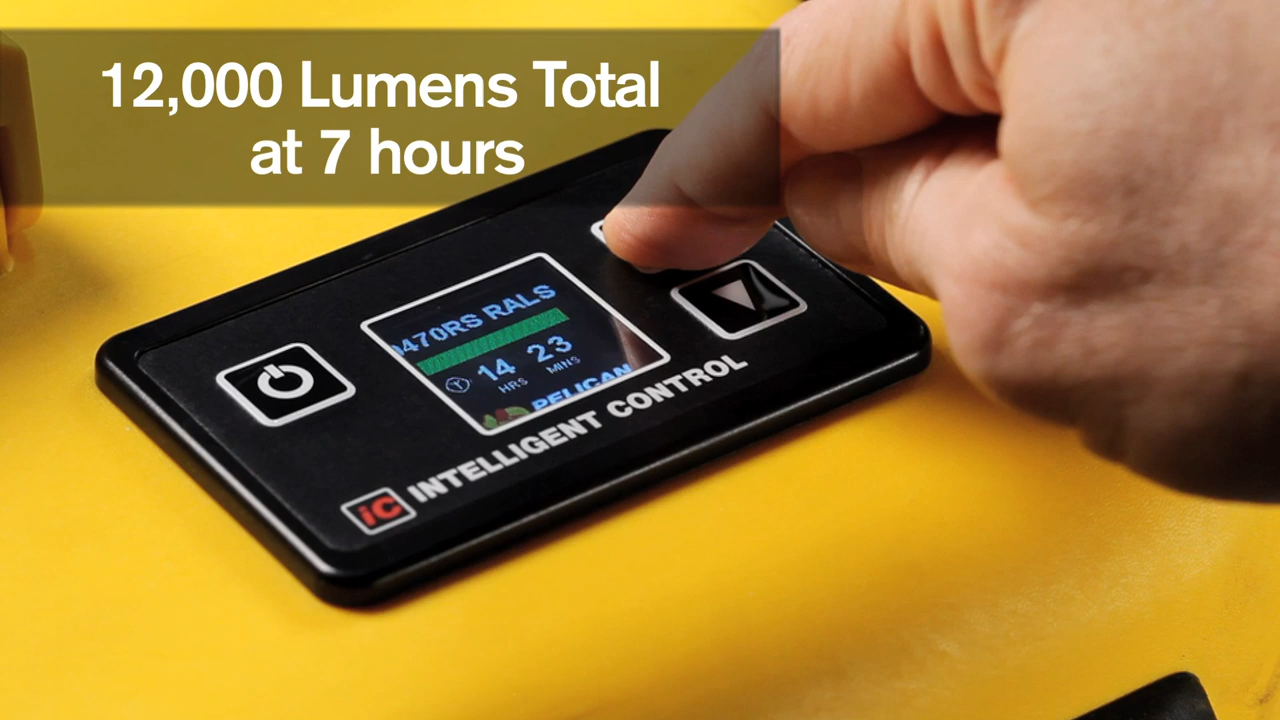 12,000 Lumens Total
at 7 hours
9470RS RALS
14 23
HRS MINS
PELICAN
iC INTELLIGENT CONTROL